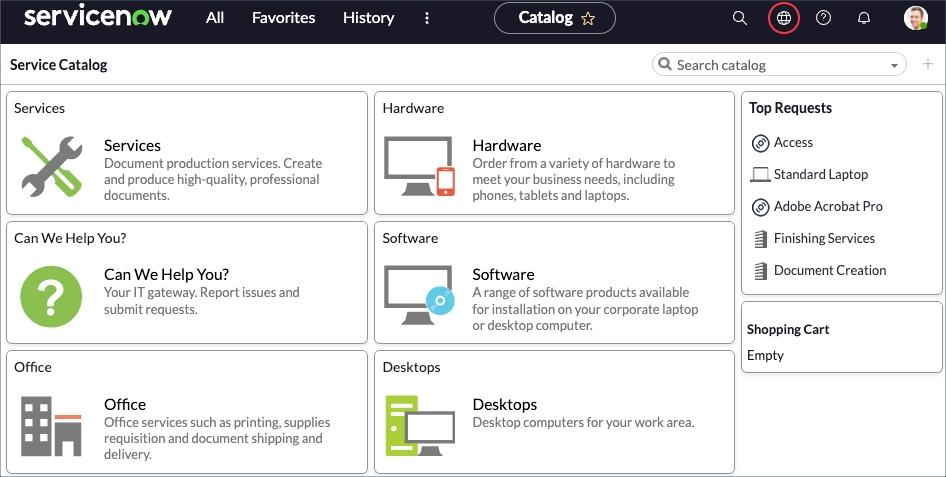 servicenow All Favorites History Catalog
Service Catalog
Search catalog
Services
Services
Document production services. Create
and produce high-quality, professional
documents.
Hardware
Hardware
Order from a variety of hardware to
meet your business needs, including
phones, tablets and laptops.
Can We Help You?
Can We Help You?
Your IT gateway. Report issues and
submit requests.
Software
Software
A range of software products available
for installation on your corporate laptop
or desktop computer.
Office
Office
Office services such as printing, supplies
requisition and document shipping and
delivery.
Desktops
Desktops
Desktop computers for your work area.
Top Requests
Access
Standard Laptop
Adobe Acrobat Pro
Finishing Services
Document Creation
Shopping Cart
Empty